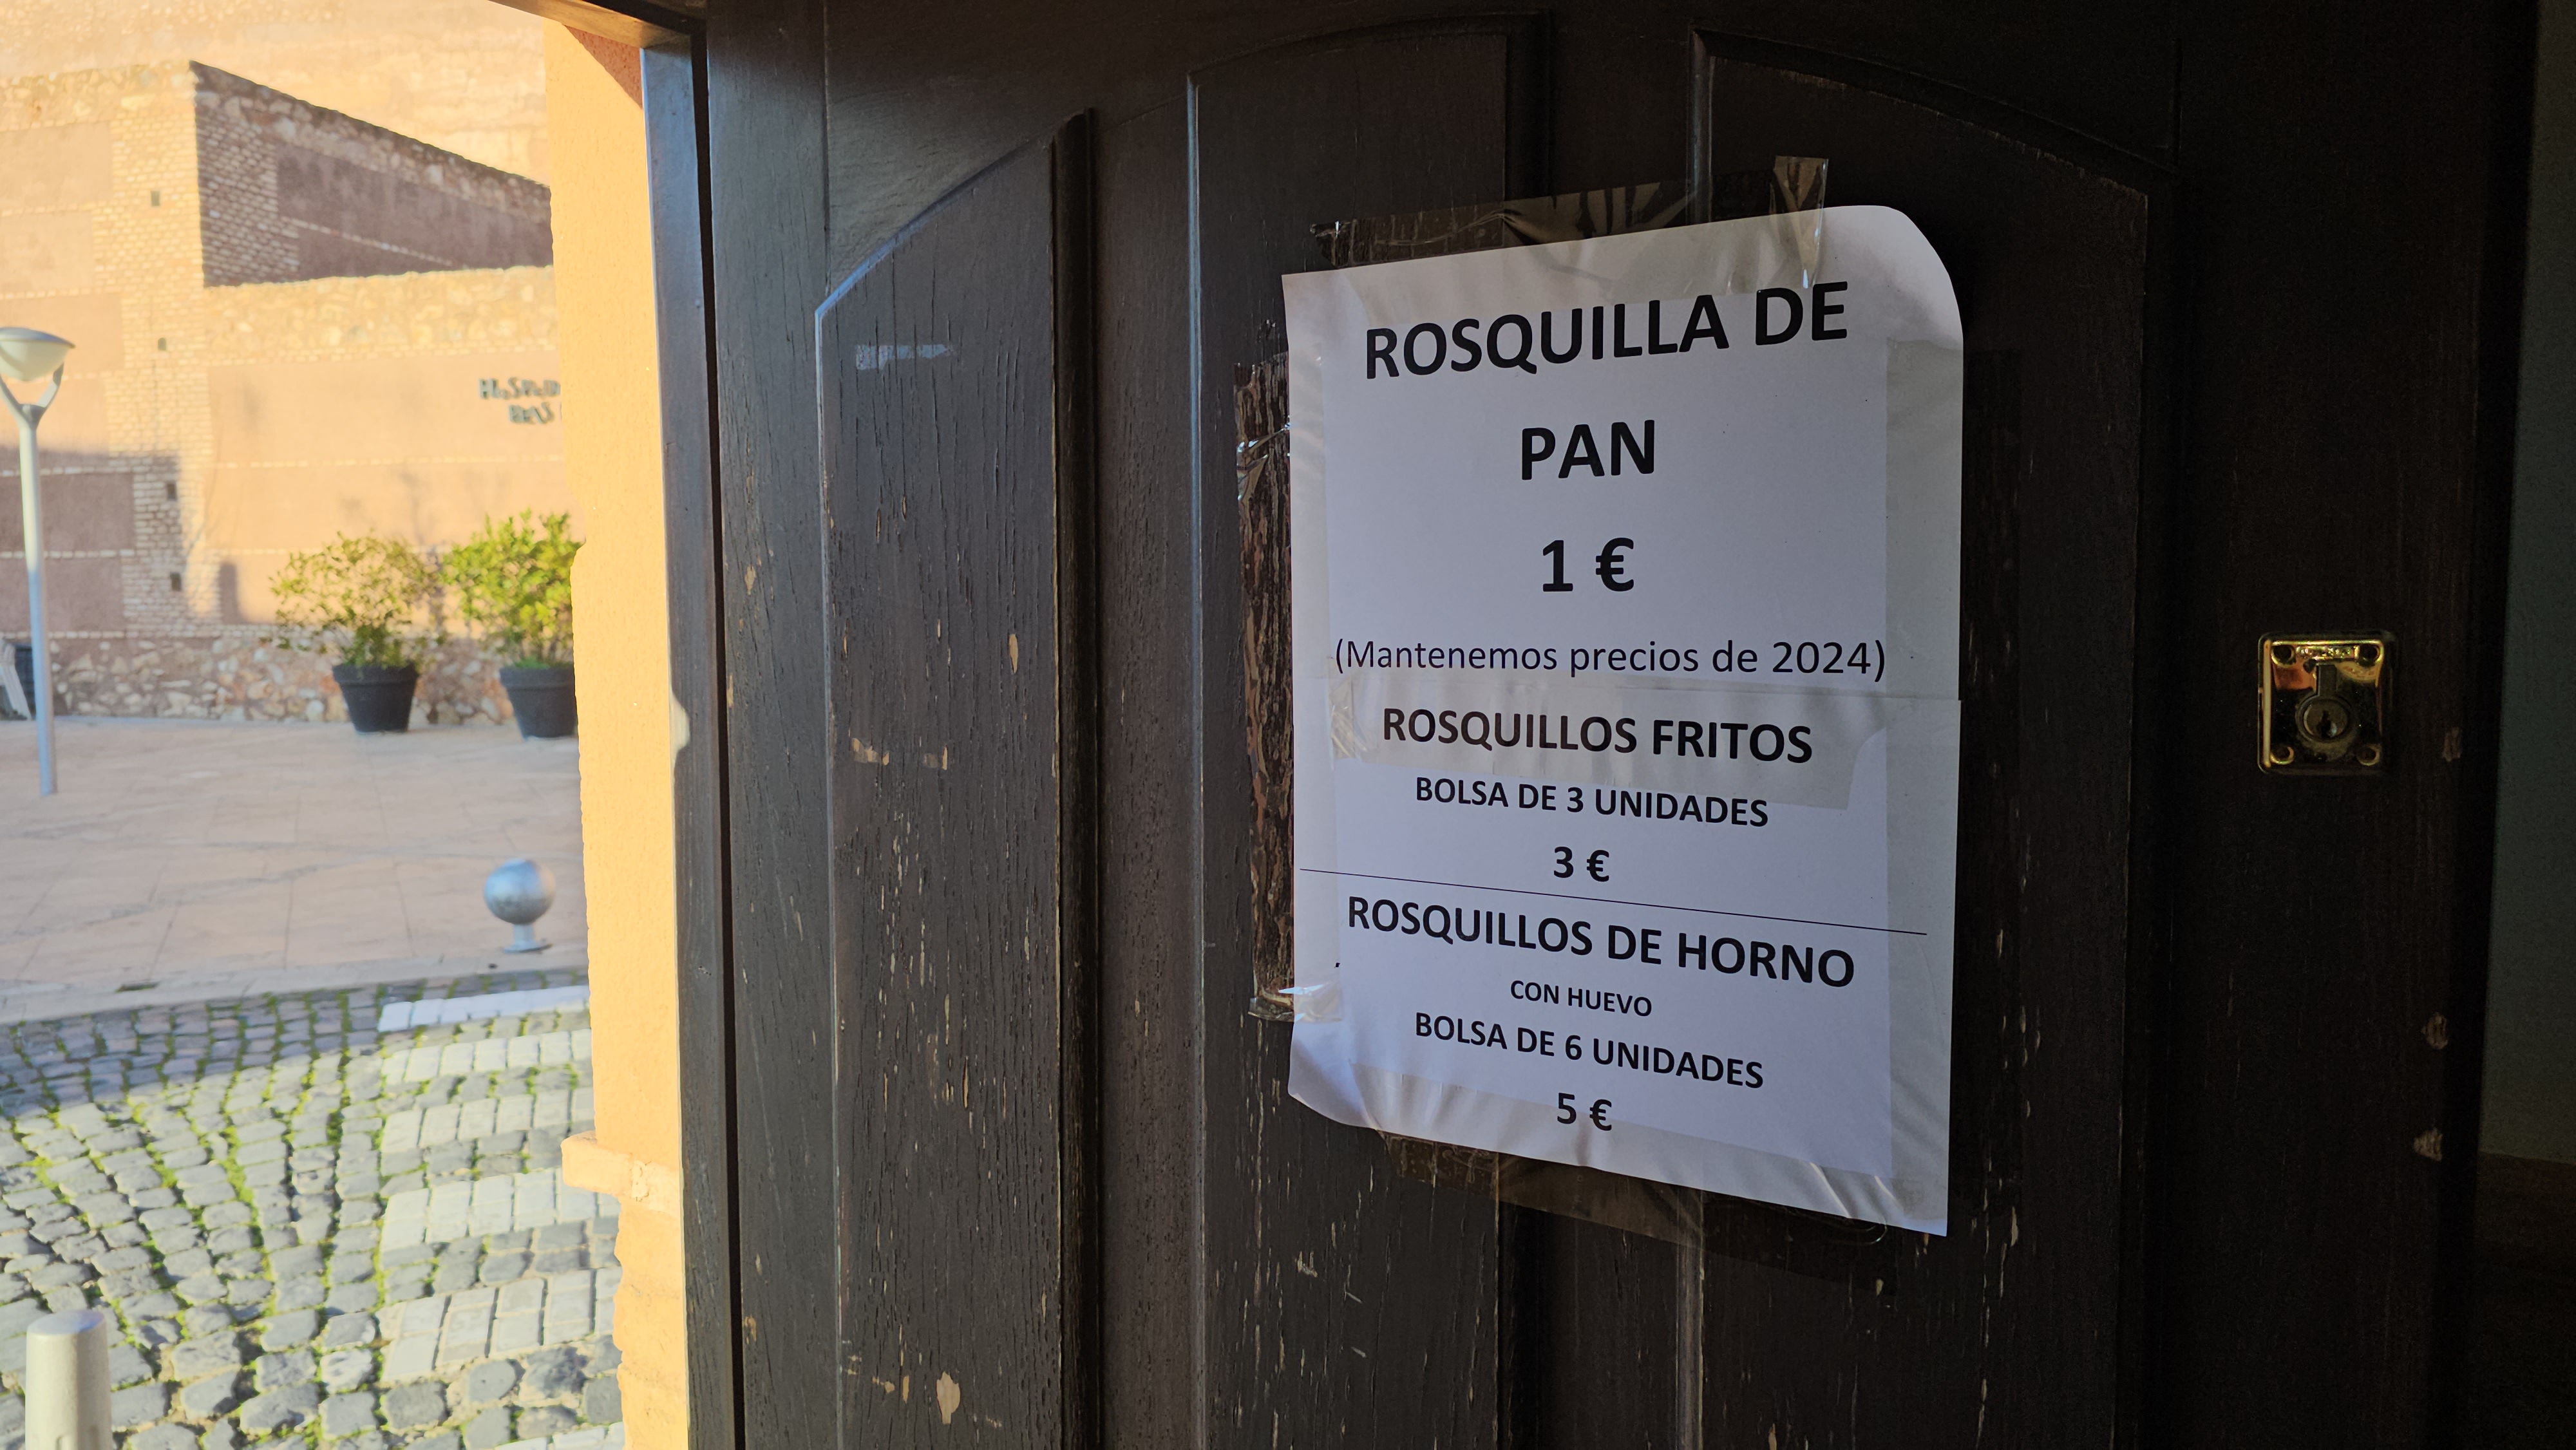 ROSQUILLA DE
PAN
1 €
(Mantenemos precios de 2024)
ROSQUILLOS FRITOS
BOLSA DE 3 UNIDADES
3 €
ROSQUILLOS DE HORNO
CON HUEVO
BOLSA DE 6 UNIDADES
5 €